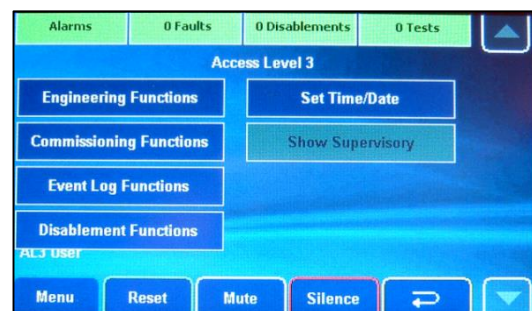 Alarms 0 Faults 0 Disablements 0 Tests
Access Level 3
Engineering Functions Set Time/Date
Commissioning Functions Show Supervisory
Event Log Functions
Disablement Functions
AL3 User
Menu Reset Mute Silence